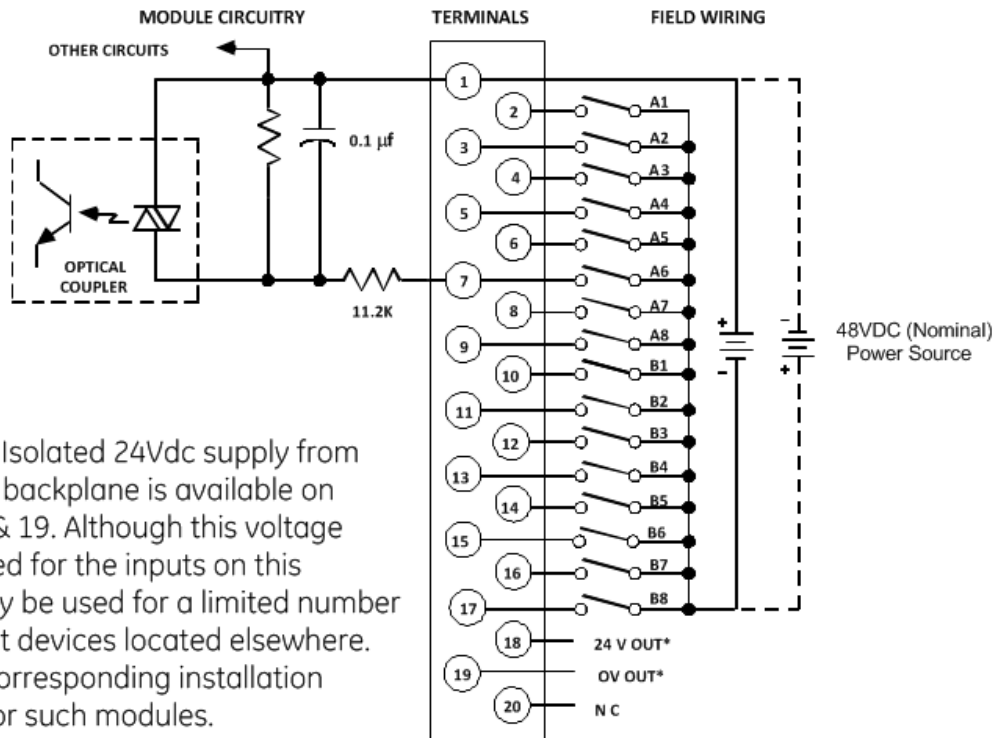 MODULE CIRCUITRY
TERMINALS
FIELD WIRING
OTHER CIRCUITS
0.1 µf
OPTICAL
COUPLER
11.2K
1
2
A1
3
A2
4
A3
5
A4
6
A5
7
A6
8
A7
9
A8
10
B1
11
B2
12
B3
13
B4
14
B5
15
B6
16
B7
17
B8
18
24 V OUT*
19
OV OUT*
20
N C
+
-
-
+
48VDC (Nominal)
Power Source
Isolated 24Vdc supply from
backplane is available on
& 19. Although this voltage
ed for the inputs on this
y be used for a limited number
t devices located elsewhere.
orresponding installation
or such modules.